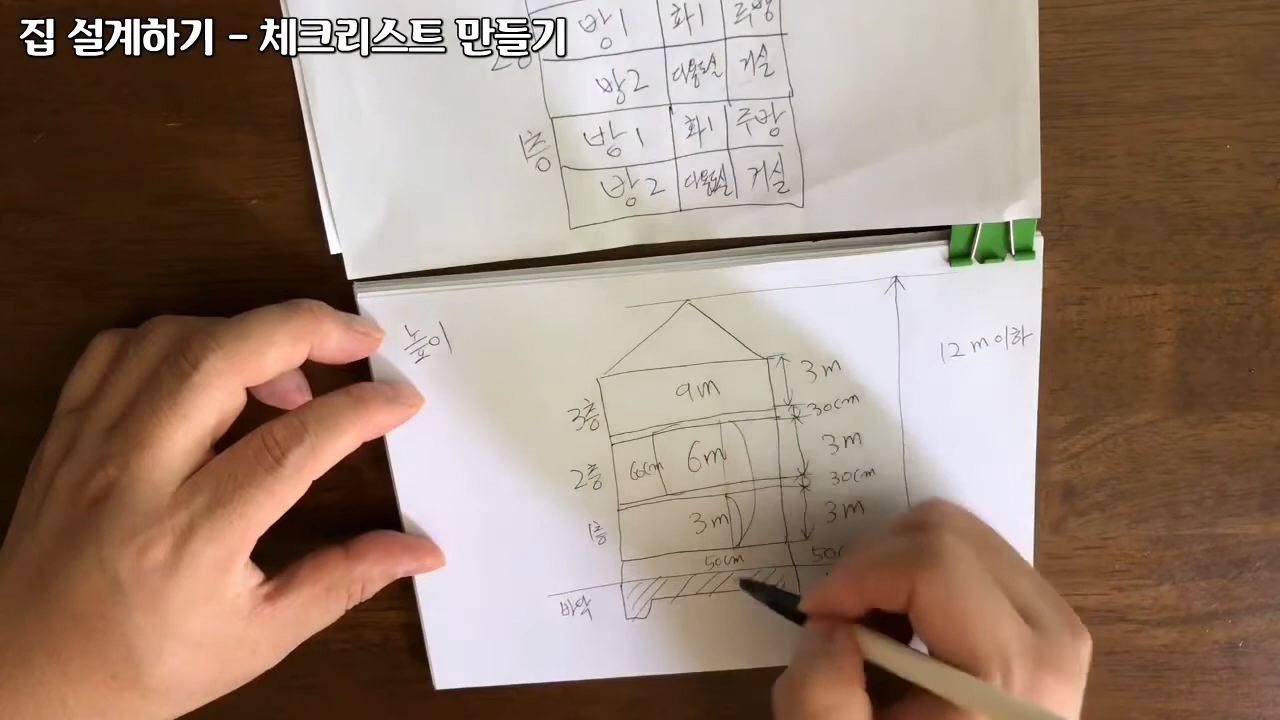 집 설계하기 - 체크리스트 만들기
방1 화1 주방
방2 다용도실 거실
1층 방1 화1 주방
방2 다용도실 거실
높이
12m이하
9m 3m
3층 30cm
2층 60cm 6m 3m
30cm
1층 3m 3m
50cm
바닥